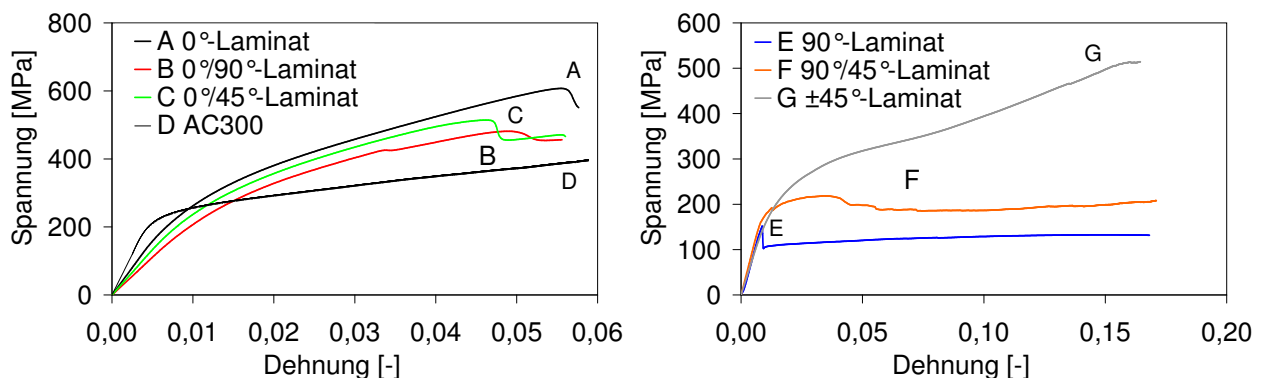 Spannung [MPa]
800
600
400
200
0
A 0°-Laminat
B 0°/90°-Laminat
C 0°/45°-Laminat
D AC300
A
C
B
D
0,00 0,01 0,02 0,03 0,04 0,05 0,06
Dehnung [-]
Spannung [MPa]
600
500
400
300
200
100
0
E 90°-Laminat
F 90°/45°-Laminat
G ±45°-Laminat
G
F
E
0,00 0,05 0,10 0,15 0,20
Dehnung [-]